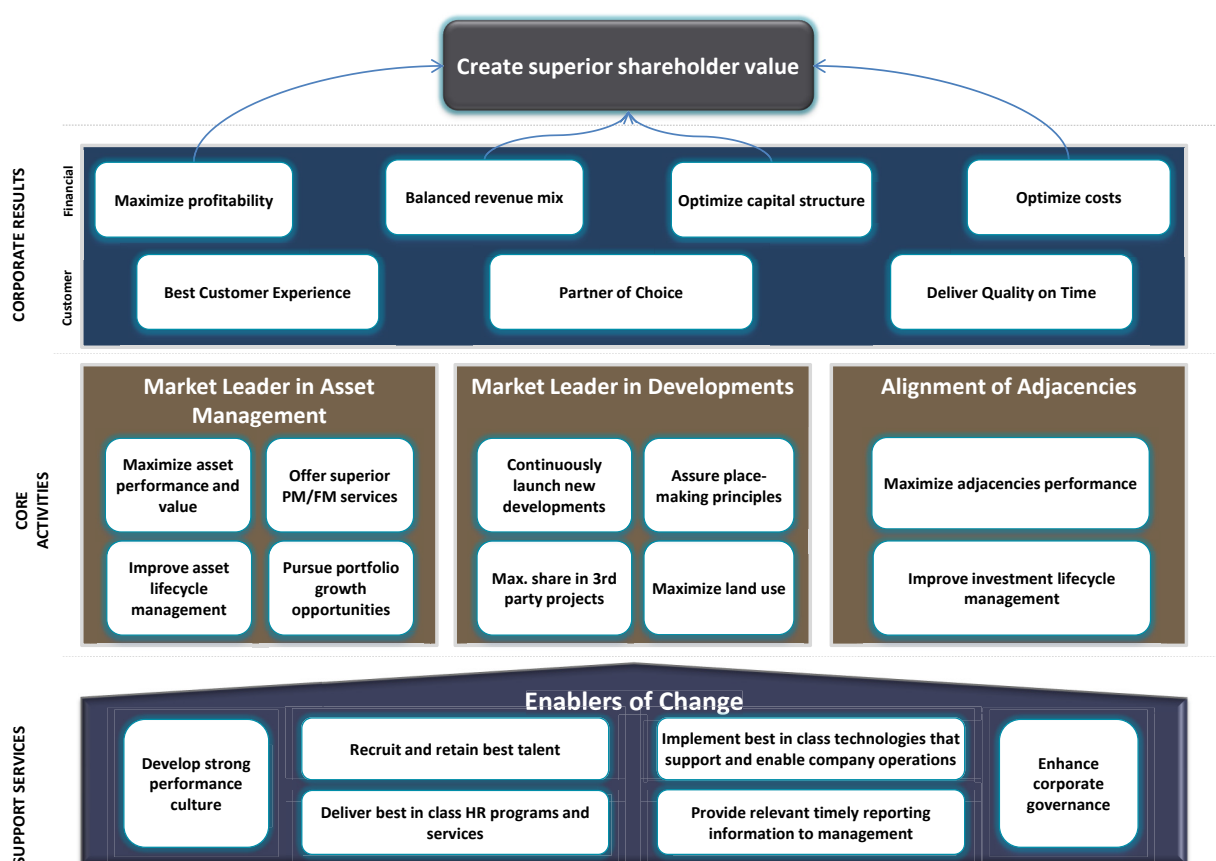 Create superior shareholder value
CORPORATE RESULTS
Financial
Maximize profitability
Balanced revenue mix
Optimize capital structure
Optimize costs
Customer
Best Customer Experience
Partner of Choice
Deliver Quality on Time
CORE
ACTIVITIES
Market Leader in Asset
Management
Maximize asset
performance and
value
Offer superior
PM/FM services
Improve asset
lifecycle
management
Pursue portfolio
growth
opportunities
Market Leader in Developments
Continuously
launch new
developments
Assure place-
making principles
Max. share in 3rd
party projects
Maximize land use
Alignment of Adjacencies
Maximize adjacencies performance
Improve investment lifecycle
management
SUPPORT SERVICES
Enablers of Change
Develop strong
performance
culture
Recruit and retain best talent
Deliver best in class HR programs and
services
Implement best in class technologies that
support and enable company operations
Provide relevant timely reporting
information to management
Enhance
corporate
governance